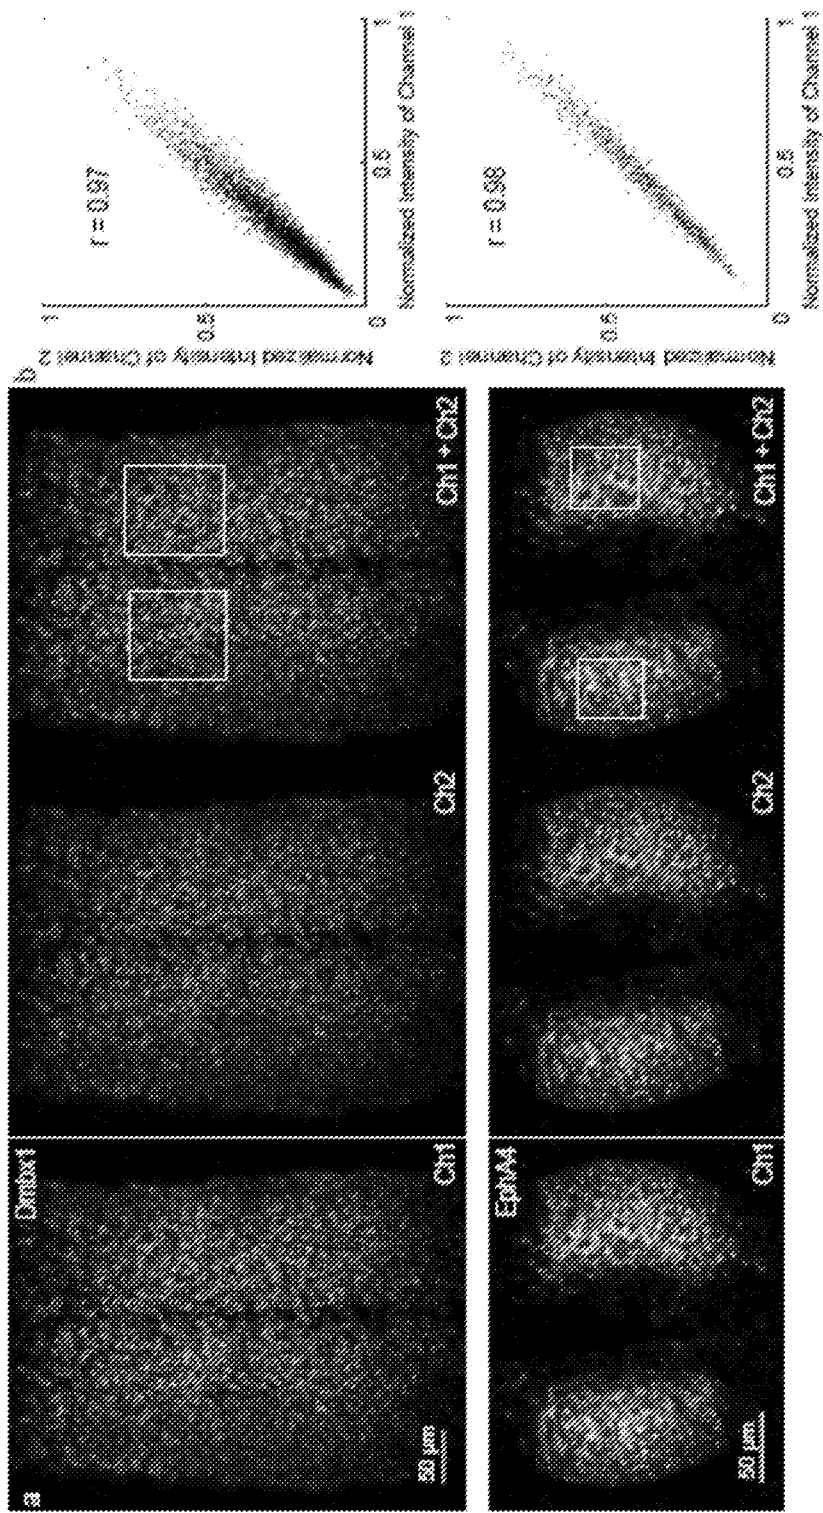 a
Dmbx1
50 µm
Ch1
Ch2
Ch1 + Ch2
b
Normalized Intensity of Channel 2
1
0.5
0
r = 0.97
0.5
1
Normalized Intensity of Channel 1
EphA4
50 µm
Ch1
Ch2
Ch1 + Ch2
Normalized Intensity of Channel 2
1
0.5
0
r = 0.98
0.5
1
Normalized Intensity of Channel 1